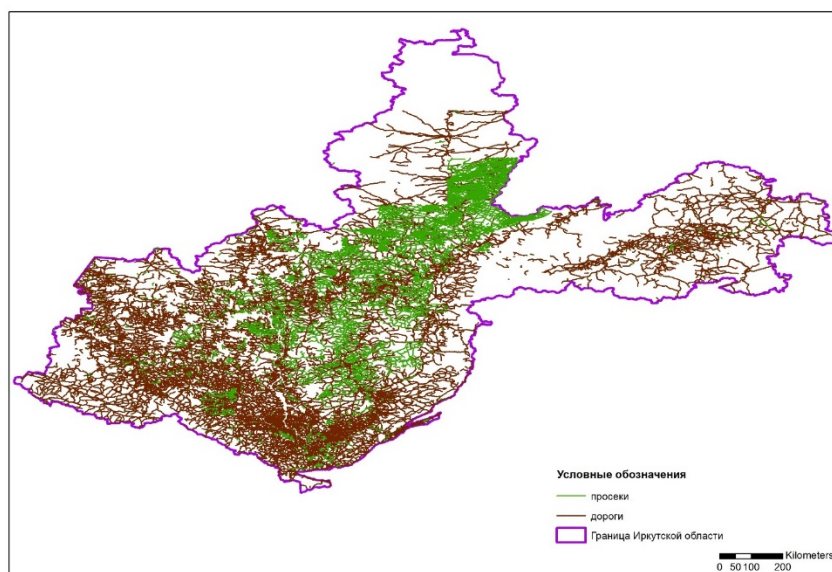 Условные обозначения
просеки
дороги
Граница Иркутской области
Kilometers
0 50 100 200